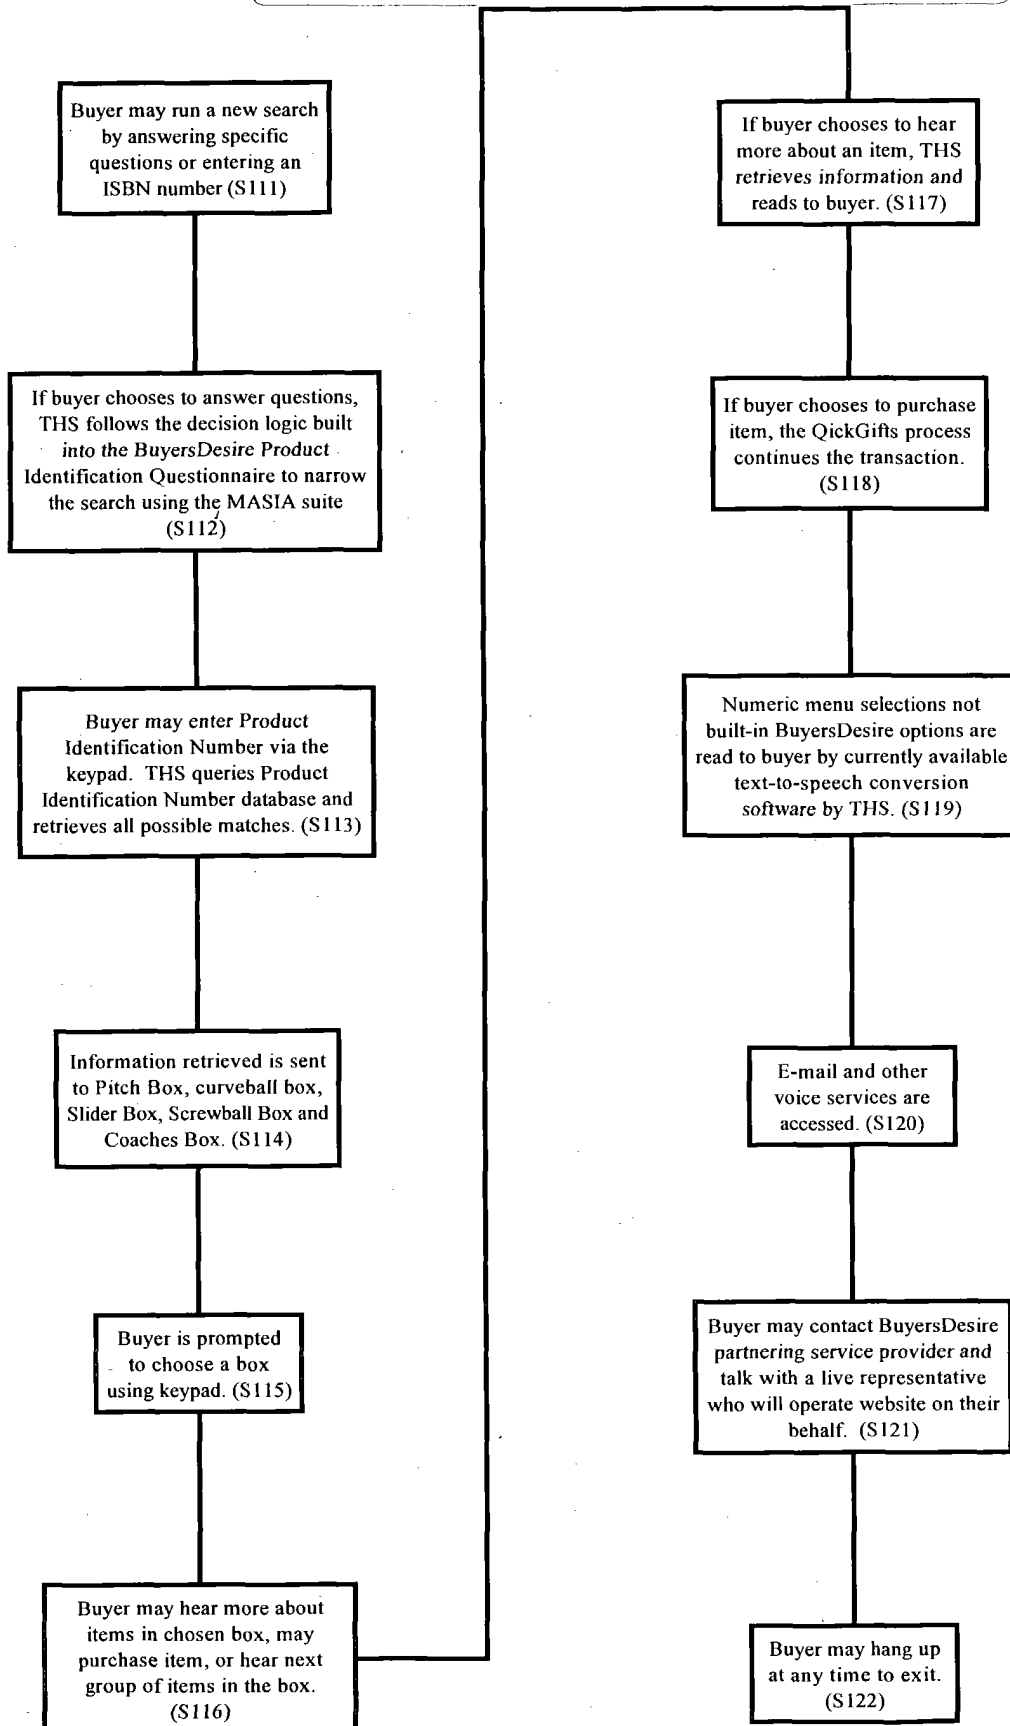 Buyer may run a new search
by answering specific
questions or entering an
ISBN number (S111)
If buyer chooses to answer questions,
THS follows the decision logic built
into the BuyersDesire Product
Identification Questionnaire to narrow
the search using the MASIA suite
(S112)
Buyer may enter Product
Identification Number via the
keypad. THS queries Product
Identification Number database and
retrieves all possible matches. (S113)
Information retrieved is sent
to Pitch Box, curveball box,
Slider Box, Screwball Box and
Coaches Box. (S114)
Buyer is prompted
to choose a box
using keypad. (S115)
Buyer may hear more about
items in chosen box, may
purchase item, or hear next
group of items in the box.
(S116)
If buyer chooses to hear
more about an item, THS
retrieves information and
reads to buyer. (S117)
If buyer chooses to purchase
item, the QickGifts process
continues the transaction.
(S118)
Numeric menu selections not
built-in BuyersDesire options are
read to buyer by currently available
text-to-speech conversion
software by THS. (S119)
E-mail and other
voice services are
accessed. (S120)
Buyer may contact BuyersDesire
partnering service provider and
talk with a live representative
who will operate website on their
behalf. (S121)
Buyer may hang up
at any time to exit.
(S122)